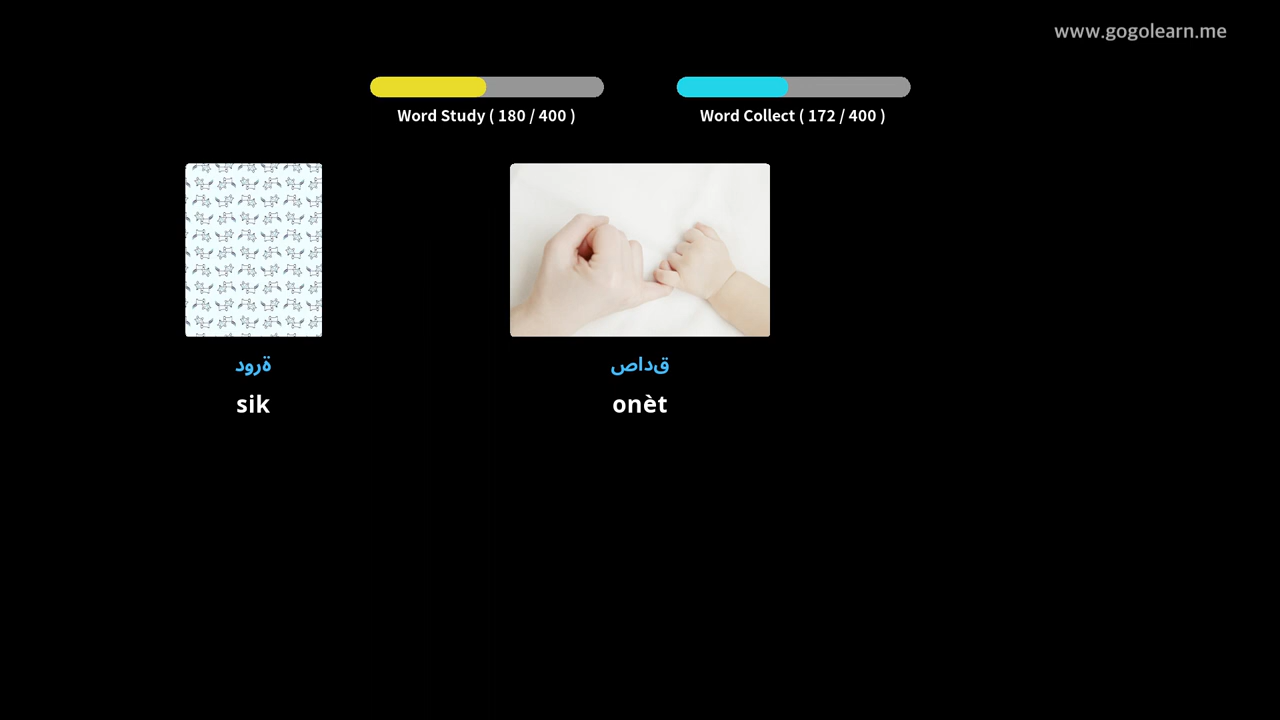 www.gogolearn.me
Word Study ( 180 / 400 )
Word Collect ( 172 / 400 )
ةرود
sik
قداص
onèt